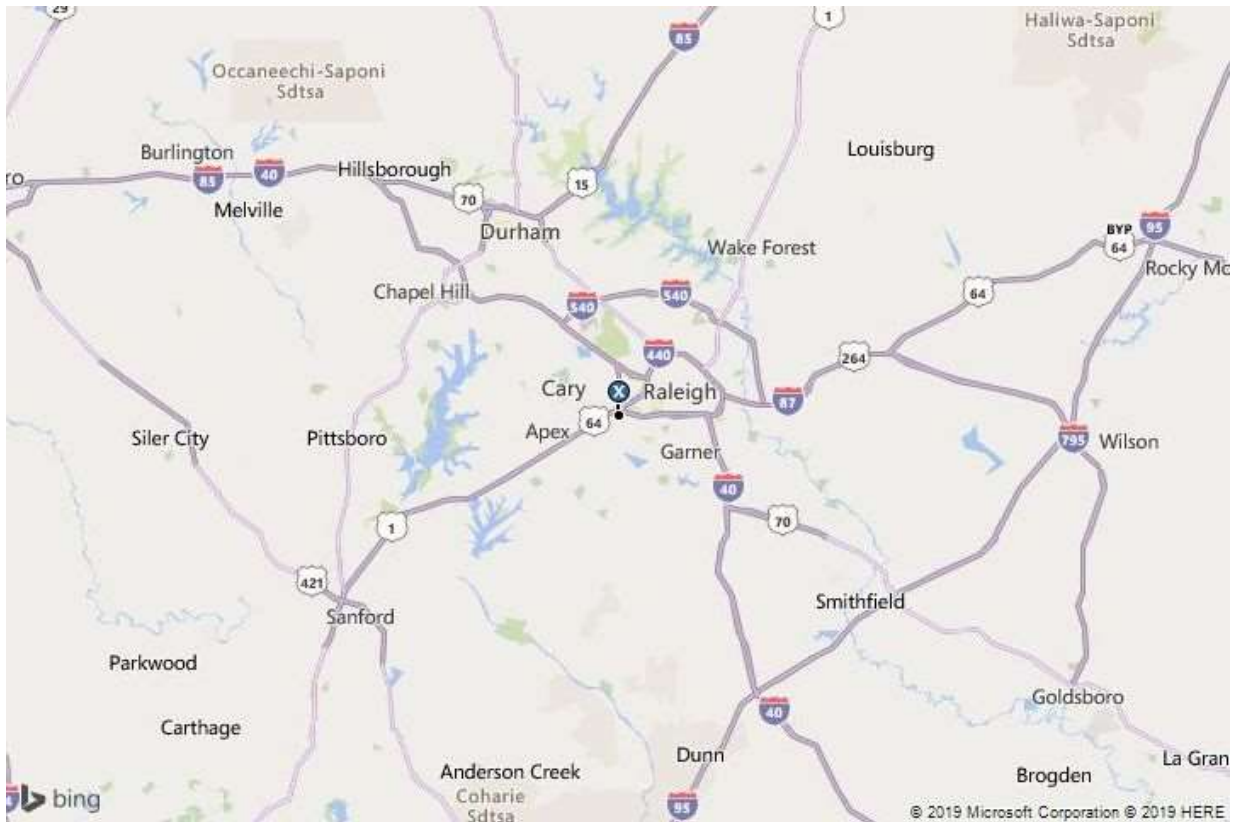 29
1
Haliwa-Saponi
Sdtsa
85
Occaneechi-Saponi
Sdtsa
Burlington
Louisburg
85
40
Hillsborough
ro
70
15
Melville
Durham
Wake Forest
BYP
64
95
Rocky Mo
Chapel Hill
540
540
64
440
264
Cary
X
Raleigh
87
Apex
64
Siler City
Pittsboro
Garner
795
Wilson
40
1
70
421
Smithfield
Sanford
Parkwood
Goldsboro
Carthage
40
Dunn
La Gran
Anderson Creek
Brogden
Coharie
Sdtsa
bing
95
© 2019 Microsoft Corporation © 2019 HERE